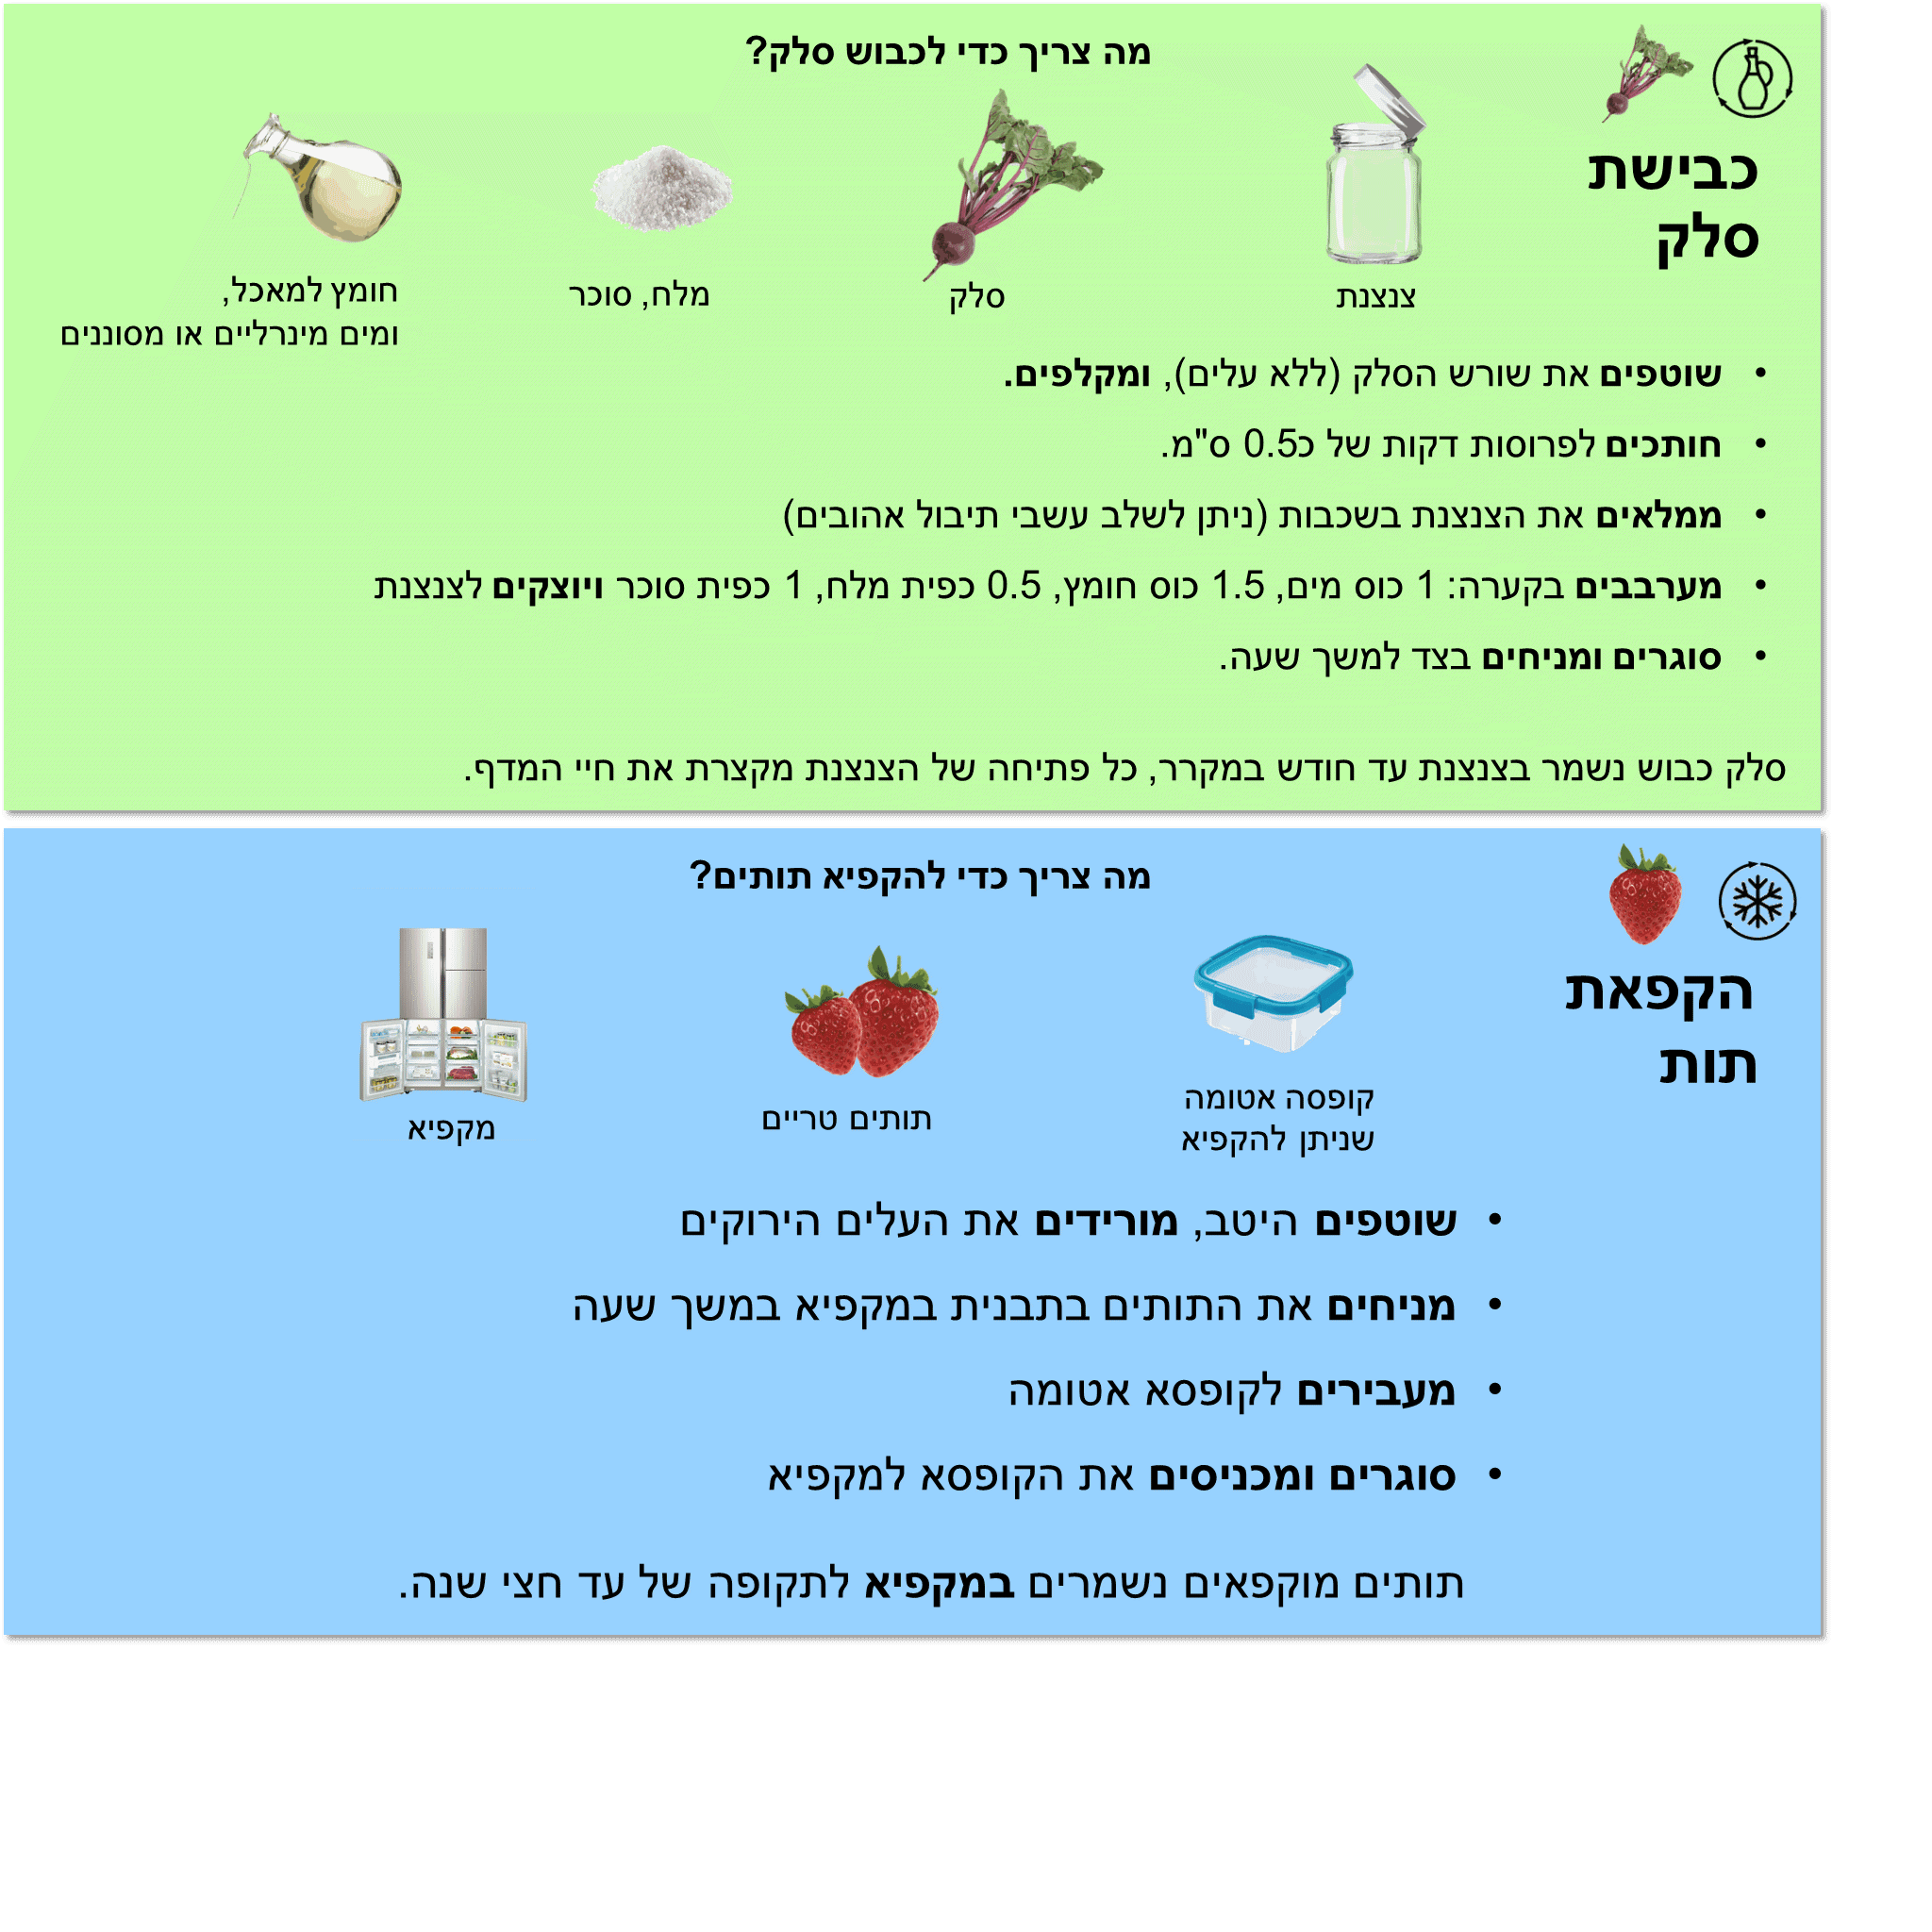 מה צריך כדי לכבוש סלק?
כבישת
סלק
צנצנת
סלק
מלח, סוכר
חומץ למאכל,
ומים מינרליים או מסוננים
• שוטפים את שורש הסלק (ללא עלים), ומקלפים.
• חותכים לפרוסות דקות של כ0.5 ס"מ.
• ממלאים את הצנצנת בשכבות (ניתן לשלב עשבי תיבול אהובים)
• מערבבים בקערה: 1 כוס מים, 1.5 כוס חומץ, 0.5 כפית מלח, 1 כפית סוכר ויוצקים לצנצנת
• סוגרים ומניחים בצד למשך שעה.
סלק כבוש נשמר בצנצנת עד חודש במקרר, כל פתיחה של הצנצנת מקצרת את חיי המדף.
מה צריך כדי להקפיא תותים?
הקפאת
תות
קופסה אטומה
שניתן להקפיא
תותים טריים
מקפיא
• שוטפים היטב, מורידים את העלים הירוקים
• מניחים את התותים בתבנית במקפיא במשך שעה
• מעבירים לקופסא אטומה
• סוגרים ומכניסים את הקופסא למקפיא
תותים מוקפאים נשמרים במקפיא לתקופה של עד חצי שנה.